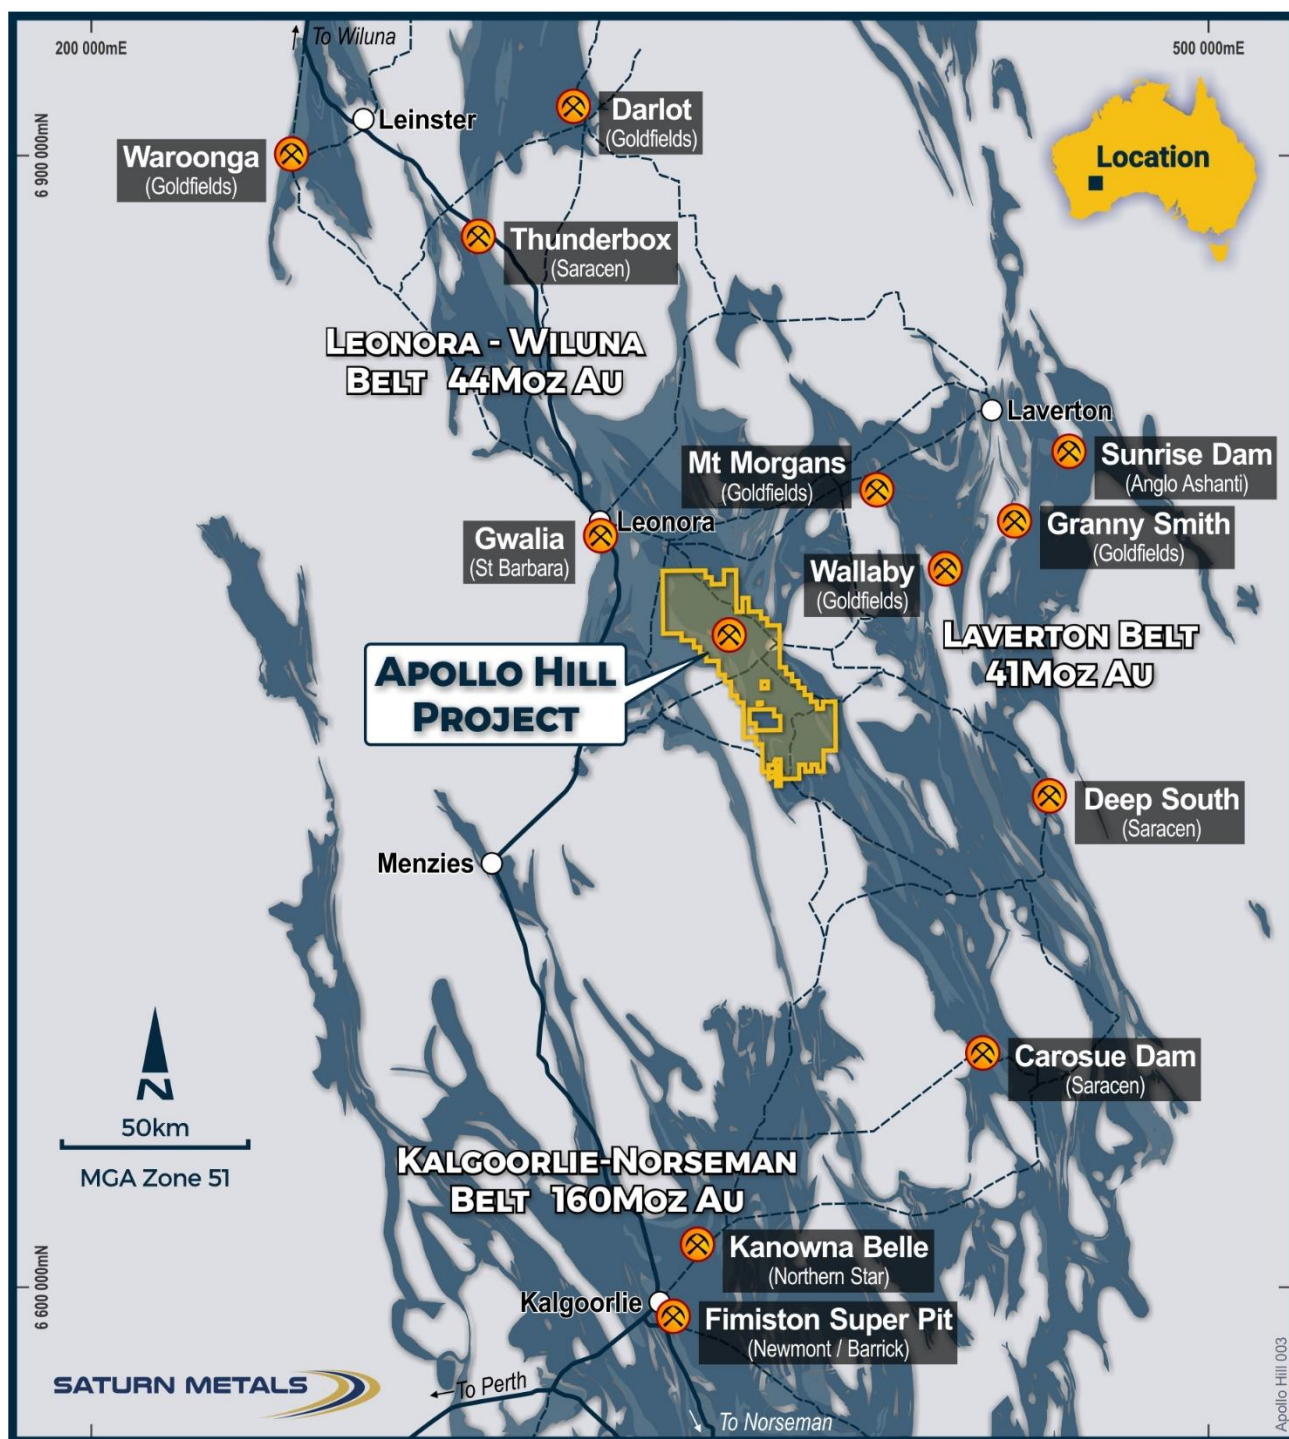 200 000mE
500 000mE
To Wiluna
Leinster
Darlot
(Goldfields)
6 900 000mN
Waroonga
(Goldfields)
Location
Thunderbox
(Saracen)
LEONORA - WILUNA
BELT 44MOZ AU
Laverton
Mt Morgans
(Goldfields)
Sunrise Dam
(Anglo Ashanti)
Leonora
Granny Smith
(Goldfields)
Gwalia
(St Barbara)
Wallaby
(Goldfields)
LAVERTON BELT
41MOZ AU
APOLLO HILL
PROJECT
Deep South
(Saracen)
Menzies
N
50km
MGA Zone 51
Carosue Dam
(Saracen)
KALGOORLIE-NORSEMAN
BELT 160MOZ AU
Kanowna Belle
(Northern Star)
6 600 000mN
Kalgoorlie
Fimiston Super Pit
(Newmont / Barrick)
SATURN METALS
To Perth
To Norseman
Apollo Hill 003